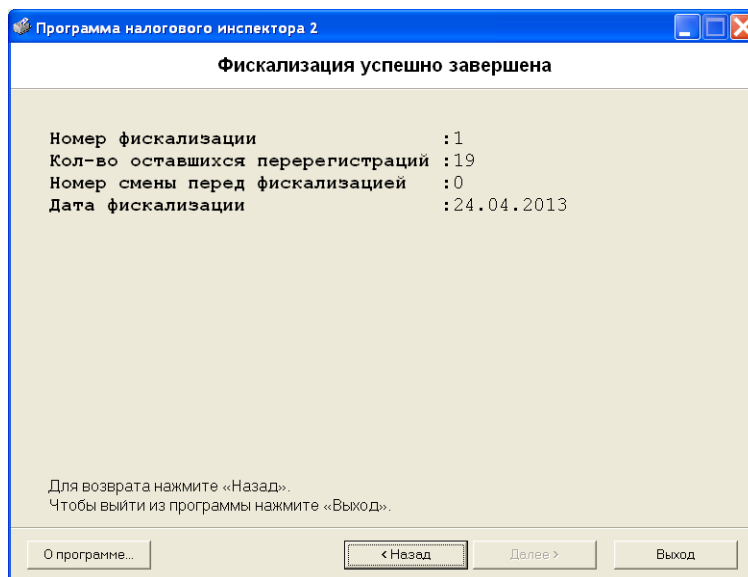 Программа налогового инспектора 2
Фискализация успешно завершена
Номер фискализации :1
Кол-во оставшихся перерегистраций :19
Номер смены перед фискализацией :0
Дата фискализации :24.04.2013
Для возврата нажмите «Назад».
Чтобы выйти из программы нажмите «Выход».
О программе... < Назад Далее > Выход